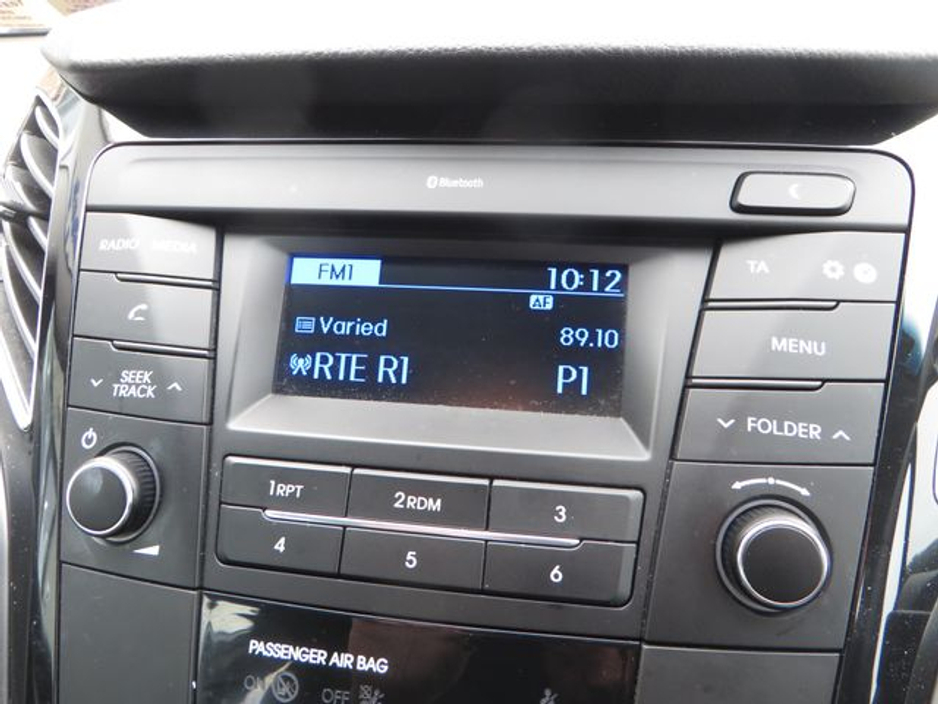 Bluetooth
RADIO MEDIA
TA
FM1 10:12
AF
Varied 89.10
MENU
RTE R1 P1
SEEK
TRACK
FOLDER
1RPT 2RDM 3
4 5 6
PASSENGER AIR BAG
ON OFF